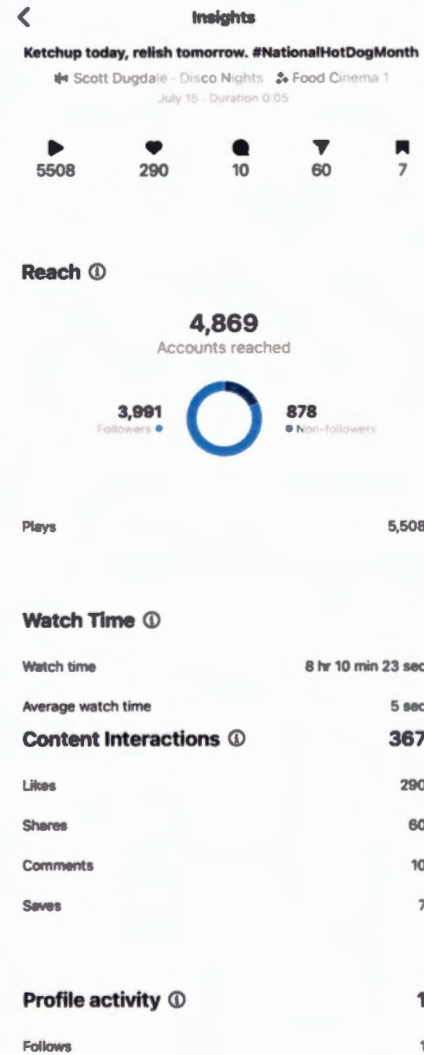 Insights
Ketchup today, relish tomorrow. #NationalHotDogMonth
Scott Dugdale · Disco Nights Food Cinema 1
July 15 · Duration 0:05
5508 290 10 60 7
Reach
4,869
Accounts reached
3,991 878
Followers Non-followers
Plays 5,508
Watch Time
Watch time 8 hr 10 min 23 sec
Average watch time 5 sec
Content Interactions 367
Likes 290
Shares 60
Comments 10
Saves 7
Profile activity 1
Follows 1